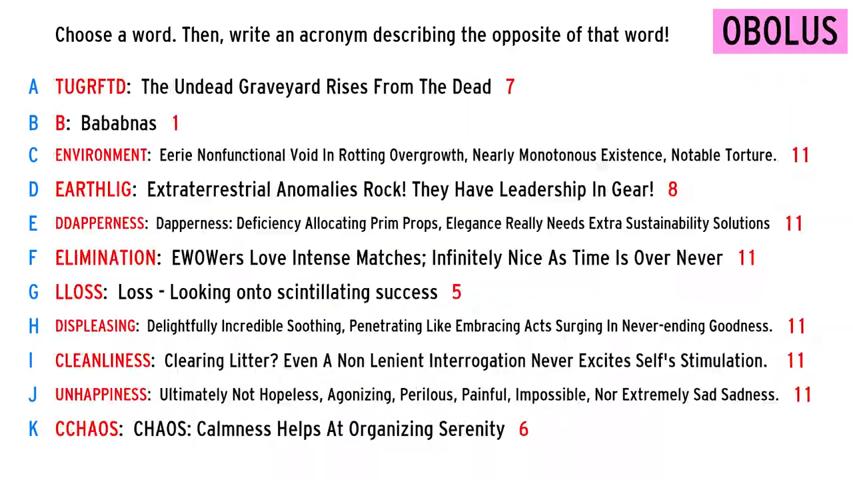 Choose a word. Then, write an acronym describing the opposite of that word!
OBOLUS
A TUGRFTD: The Undead Graveyard Rises From The Dead 7
B B: Bababnas 1
C ENVIRONMENT: Eerie Nonfunctional Void In Rotting Overgrowth, Nearly Monotonous Existence, Notable Torture. 11
D EARTHLIG: Extraterrestrial Anomalies Rock! They Have Leadership In Gear! 8
E DDAPPERNESS: Dapperness: Deficiency Allocating Prim Props, Elegance Really Needs Extra Sustainability Solutions 11
F ELIMINATION: EWOWers Love Intense Matches; Infinitely Nice As Time Is Over Never 11
G LLOSS: Loss - Looking onto scintillating success 5
H DISPLEASING: Delightfully Incredible Soothing, Penetrating Like Embracing Acts Surging In Never-ending Goodness. 11
I CLEANLINESS: Clearing Litter? Even A Non Lenient Interrogation Never Excites Self's Stimulation. 11
J UNHAPPINESS: Ultimately Not Hopeless, Agonizing, Perilous, Painful, Impossible, Nor Extremely Sad Sadness. 11
K CCHAOS: CHAOS: Calmness Helps At Organizing Serenity 6